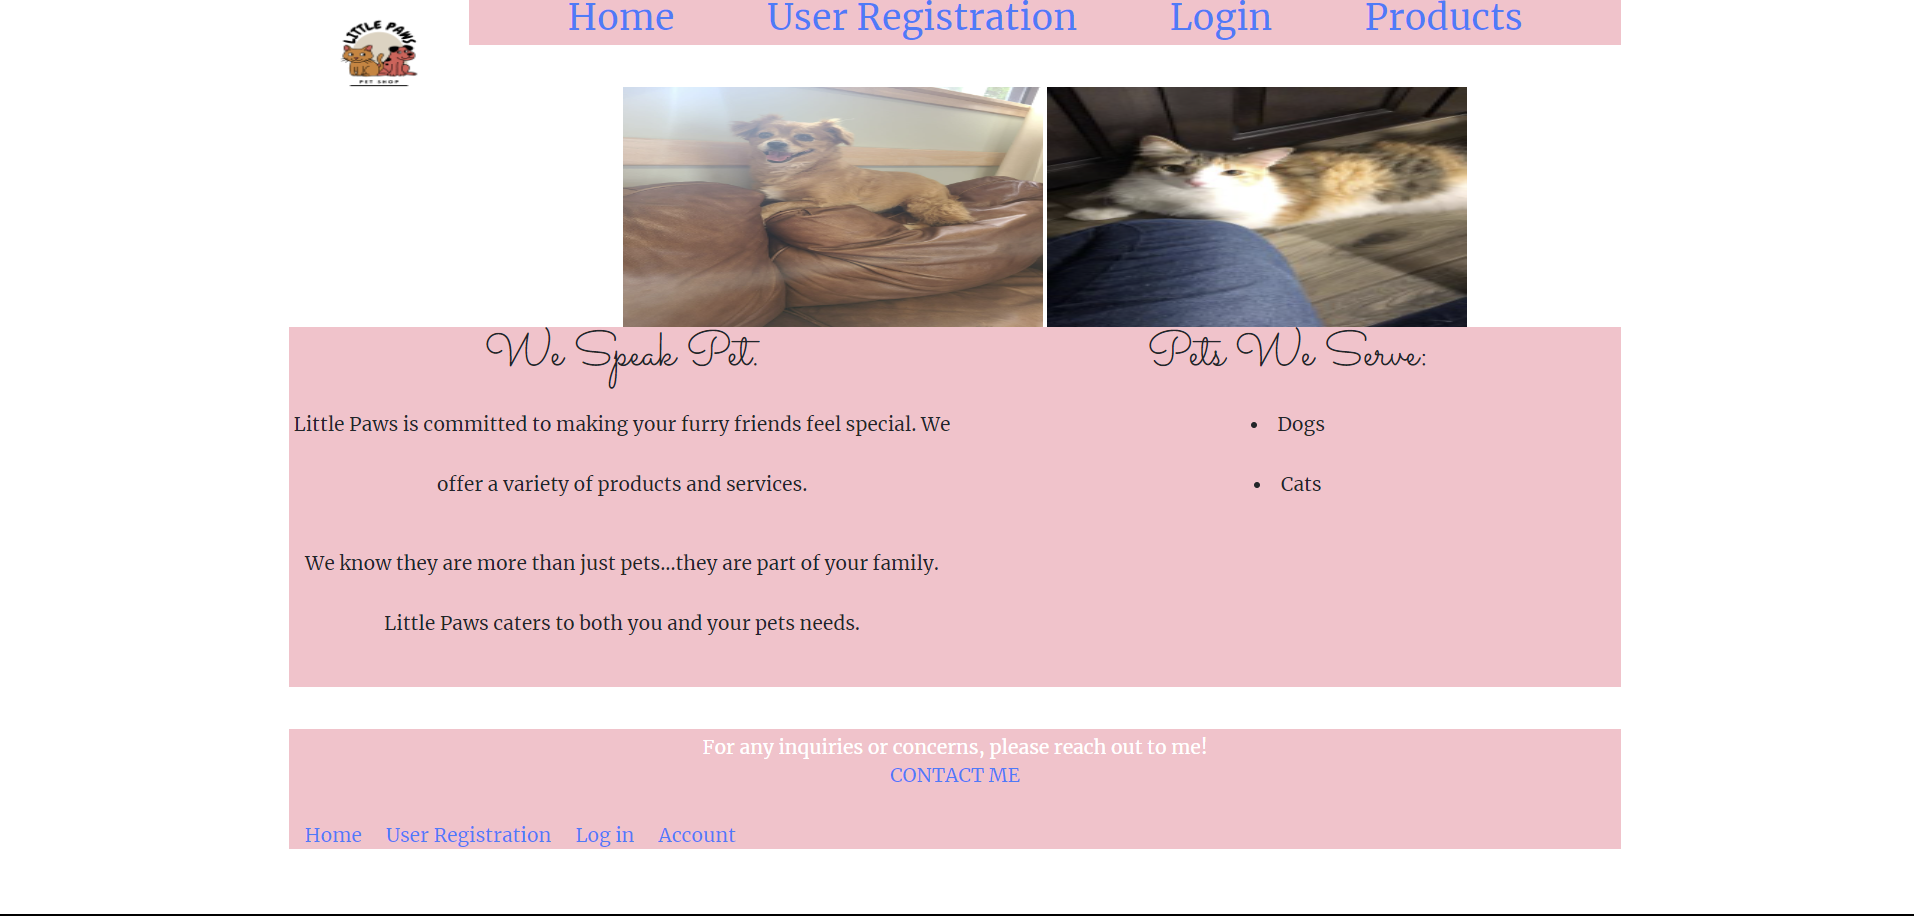 LITTLE PAWS
PET SHOP
Home User Registration Login Products
We Speak Pet.
Little Paws is committed to making your furry friends feel special. We
offer a variety of products and services.
We know they are more than just pets...they are part of your family.
Little Paws caters to both you and your pets needs.
Pets We Serve:
• Dogs
• Cats
For any inquiries or concerns, please reach out to me!
CONTACT ME
Home User Registration Log in Account